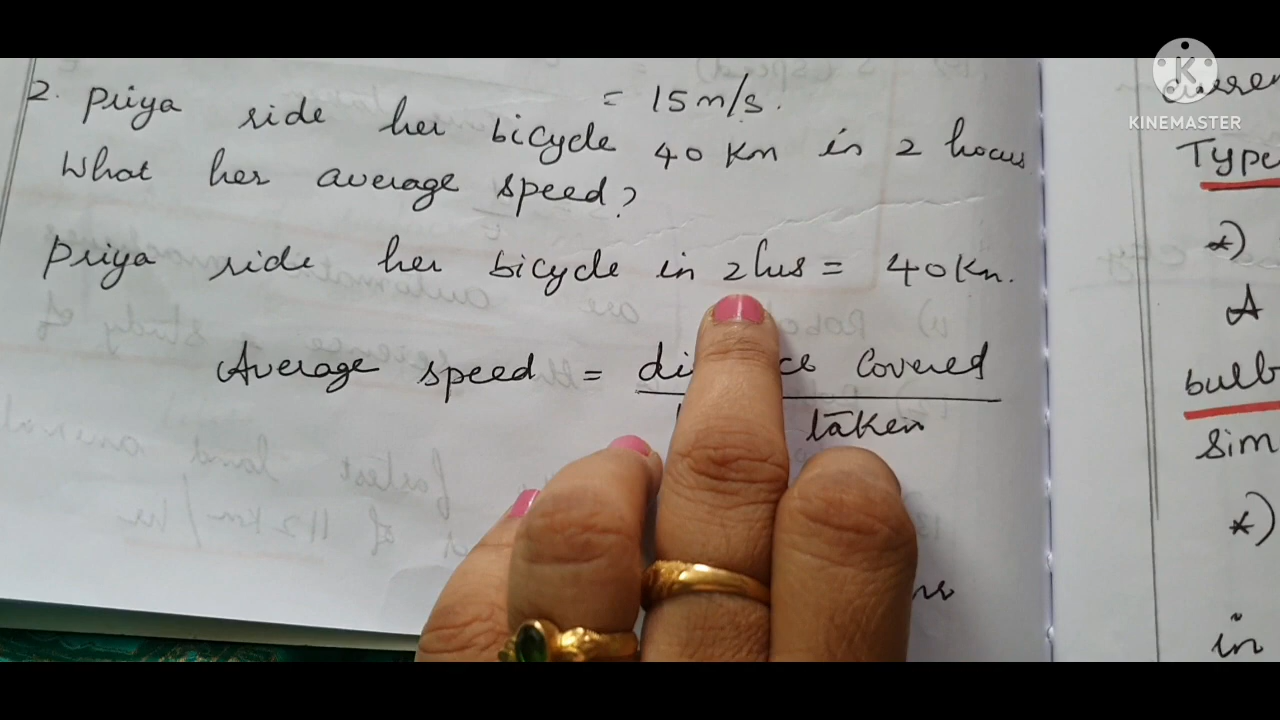 = 15 m/s.
2. Priya ride her bicycle 40 Km in 2 hours
What her average speed?
Priya ride her bicycle in 2 hrs = 40 Km.
Average speed = covered
taken
KINEMASTER
Type
*)
A
bulb
Sim
*)
in